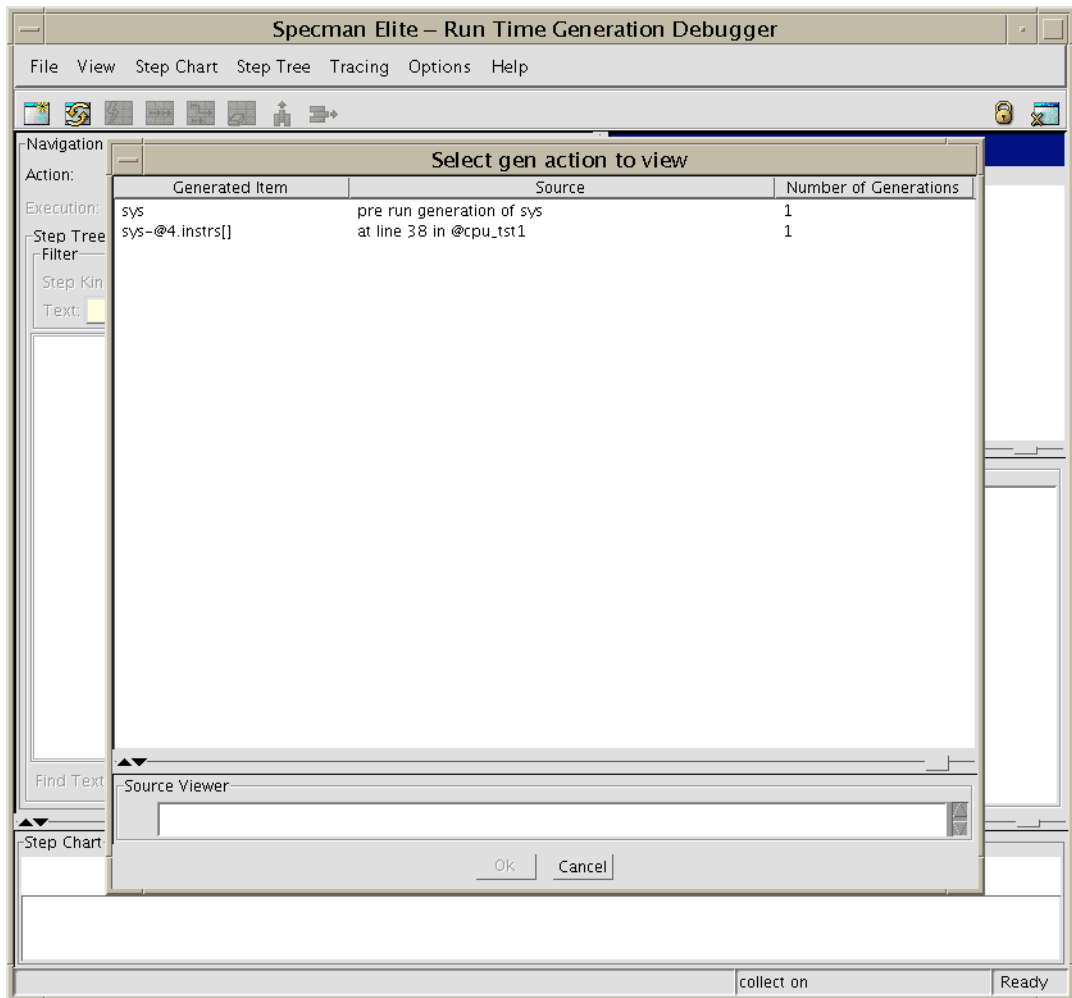 Specman Elite – Run Time Generation Debugger
File View Step Chart Step Tree Tracing Options Help
Navigation
Action:
Execution:
Step Tree
Filter
Step Kin
Text:
Select gen action to view
Generated Item Source Number of Generations
sys pre run generation of sys 1
sys-@4.instrs[] at line 38 in @cpu_tst1 1
Source Viewer
Ok Cancel
Find Text
Step Chart
collect on Ready